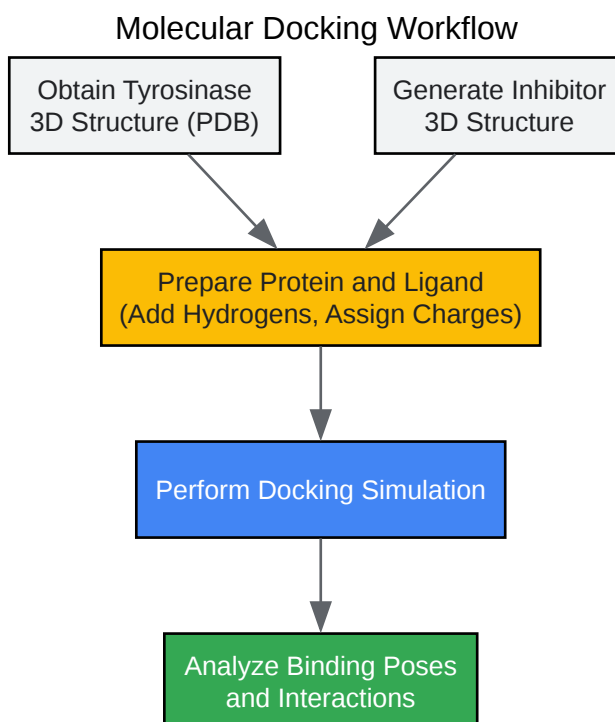 Molecular Docking Workflow
Obtain Tyrosinase
3D Structure (PDB)
Generate Inhibitor
3D Structure
Prepare Protein and Ligand
(Add Hydrogens, Assign Charges)
Perform Docking Simulation
Analyze Binding Poses
and Interactions